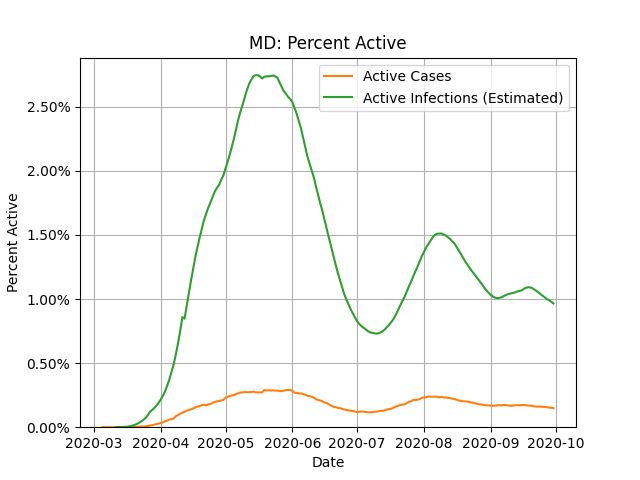 MD: Percent Active
Active Cases
Active Infections (Estimated)
Percent Active
2.50%
2.00%
1.50%
1.00%
0.50%
0.00%
2020-03 2020-04 2020-05 2020-06 2020-07 2020-08 2020-09 2020-10
Date